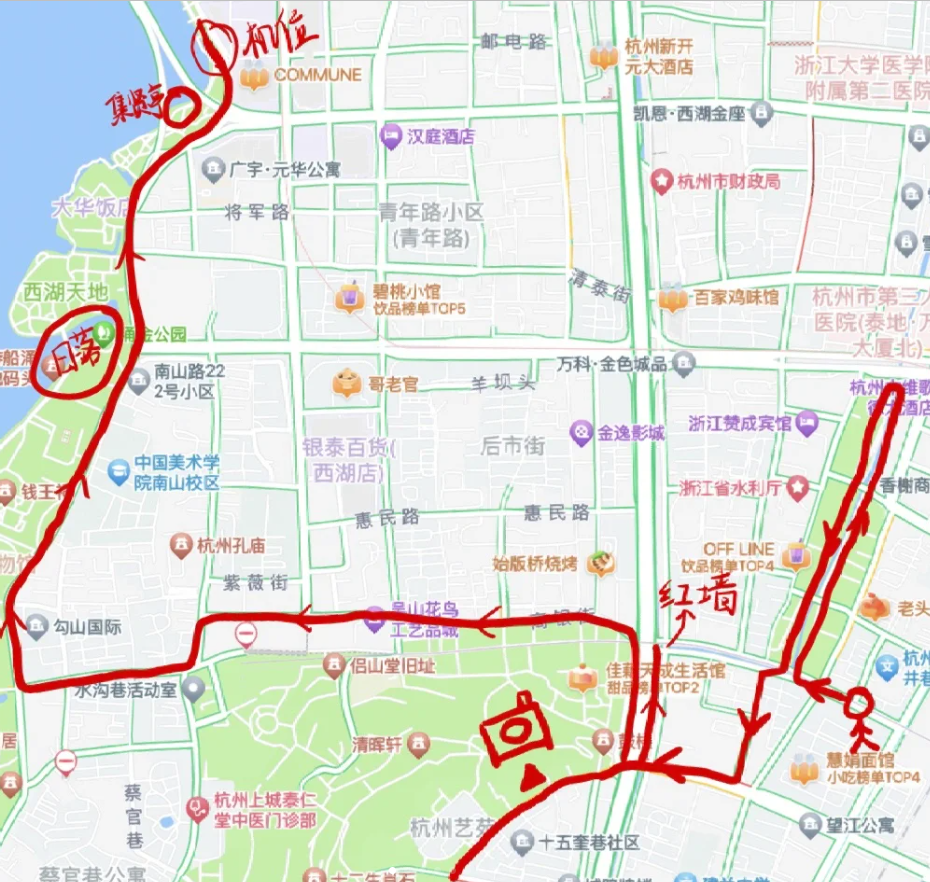 机位
邮电路
杭州新开
元大酒店
COMMUNE
浙江大学医学院
附属第二医院
集贤亭
凯恩·西湖金座
汉庭酒店
广宇·元华公寓
杭州市财政局
大华饭店
将军路
青年路小区
(青年路)
清泰街
西湖天地
碧桃小馆
饮品榜单TOP5
百家鸡味馆
杭州市第三人
医院(泰地·万
大厦北)
涌金公园
日落
游船涌
码头
南山路22
2号小区
万科·金色城品
哥老官
羊坝头
杭州
维歌
酒店
浙江赞成宾馆
金逸影城
银泰百货(
西湖店)
后市街
中国美术学
院南山校区
钱王祠
浙江省水利厅
香榭商
惠民路
惠民路
杭州孔庙
始版桥烧烤
OFF LINE
饮品榜单TOP4
物馆
紫薇街
红墙
老头
吴山花鸟
工艺品城
高银街
勾山国际
侣山堂旧址
佳
天成生活馆
甜品榜单TOP2
杭州
井巷
水沟巷活动室
清晖轩
鼓楼
居
慧娟面馆
小吃榜单TOP4
蔡官巷
杭州上城泰仁
堂中医门诊部
杭州艺苑
十五奎巷社区
望江公寓
蔡官巷公寓
十二生肖石